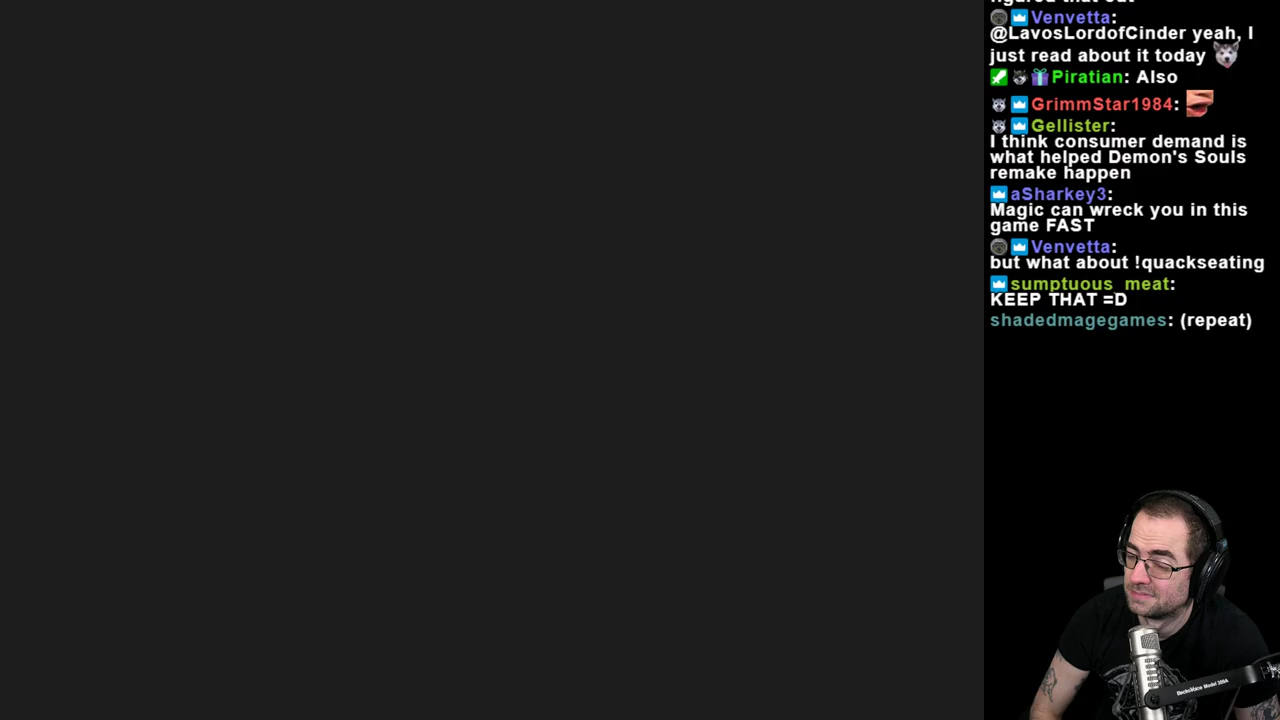 Venvetta:
@LavosLordofCinder yeah, I
just read about it today
Piratian: Also
GrimmStar1984:
Gellister:
I think consumer demand is
what helped Demon's Souls
remake happen
aSharkey3:
Magic can wreck you in this
game FAST
Venvetta:
but what about !quackseating
sumptuous_meat:
KEEP THAT =D
shadedmagegames: (repeat)